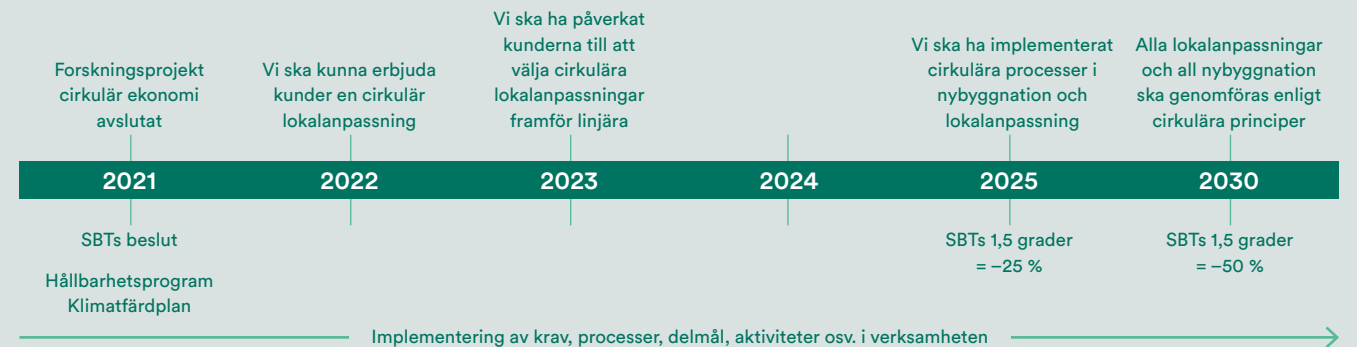 Forskningsprojekt
cirkulär ekonomi
avslutat
Vi ska kunna erbjuda
kunder en cirkulär
lokalanpassning
Vi ska ha påverkat
kunderna till att
välja cirkulära
lokalanpassningar
framför linjära
Vi ska ha implementerat
cirkulära processer i
nybyggnation och
lokalanpassning
Alla lokalanpassningar
och all nybyggnation
ska genomföras enligt
cirkulära principer
2021
2022
2023
2024
2025
2030
SBTs beslut
Hållbarhetsprogram
Klimatfärdplan
SBTs 1,5 grader
= –25 %
SBTs 1,5 grader
= –50 %
Implementering av krav, processer, delmål, aktiviteter osv. i verksamheten